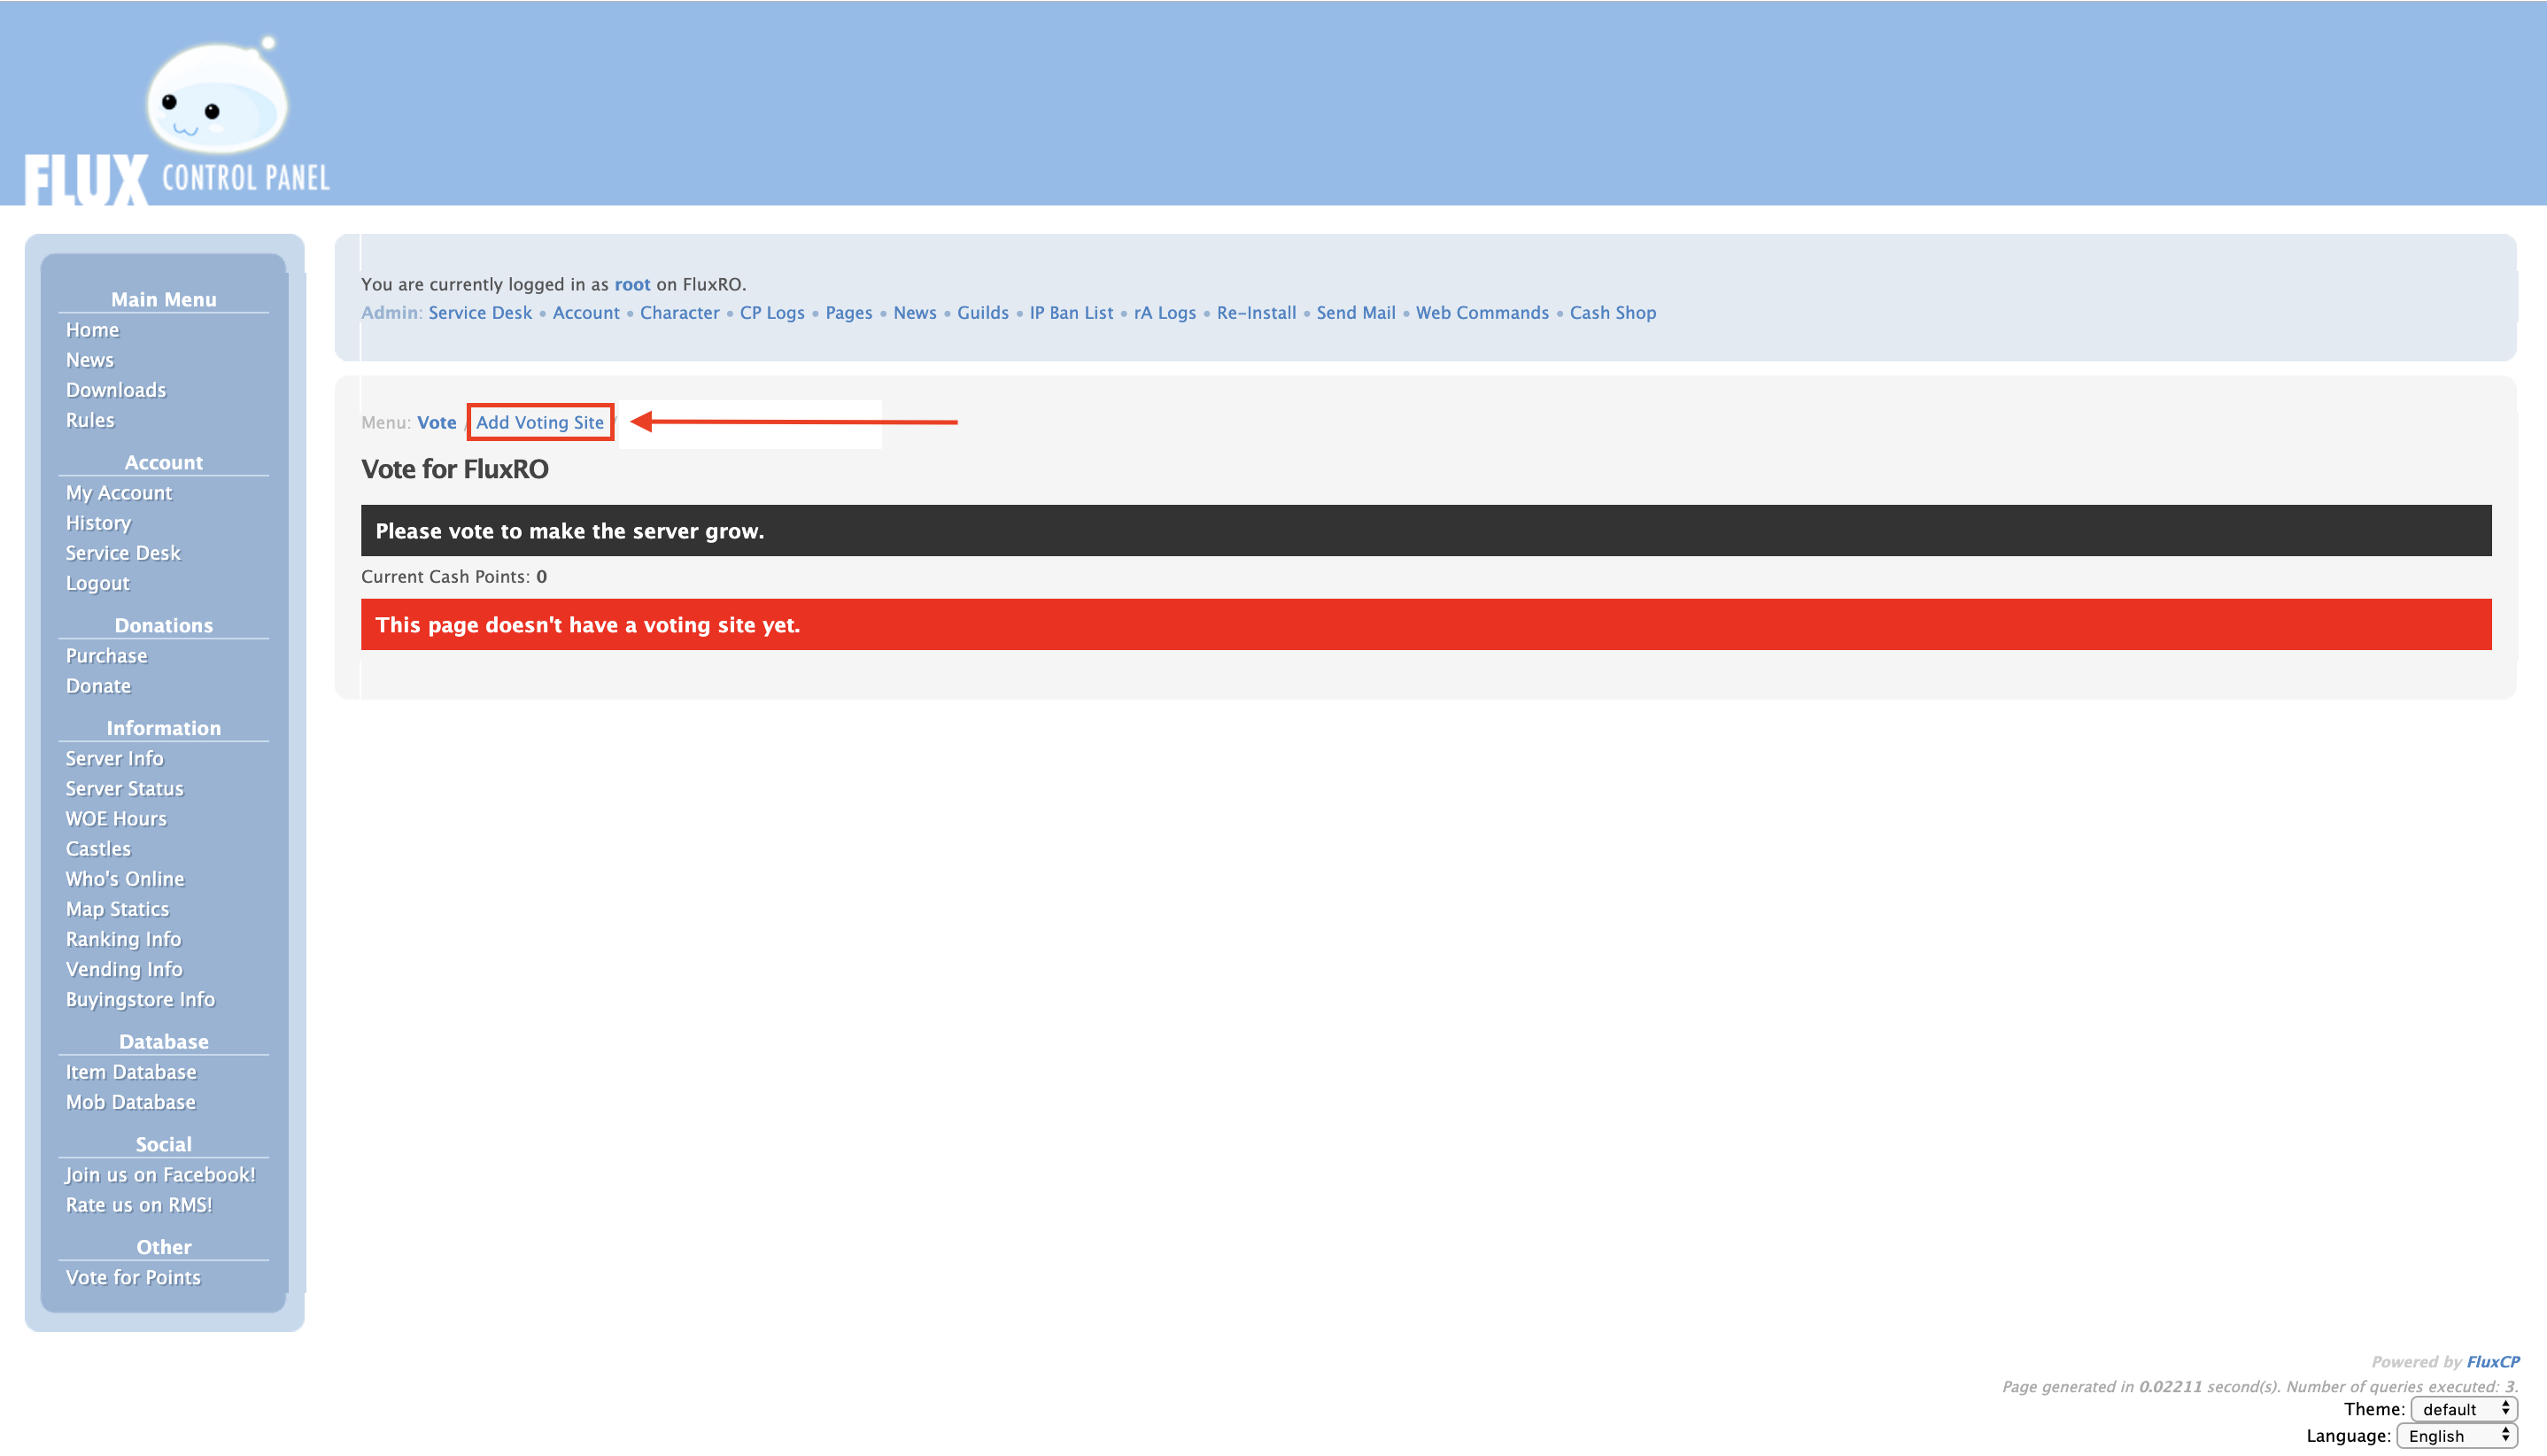 FLUX CONTROL PANEL
Main Menu
Home
News
Downloads
Rules
Account
My Account
History
Service Desk
Logout
Donations
Purchase
Donate
Information
Server Info
Server Status
WOE Hours
Castles
Who's Online
Map Statics
Ranking Info
Vending Info
Buyingstore Info
Database
Item Database
Mob Database
Social
Join us on Facebook!
Rate us on RMS!
Other
Vote for Points
You are currently logged in as root on FluxRO.
Admin: Service Desk • Account • Character • CP Logs • Pages • News • Guilds • IP Ban List • rA Logs • Re-Install • Send Mail • Web Commands • Cash Shop
Menu: Vote / Add Voting Site /
Vote for FluxRO
Please vote to make the server grow.
Current Cash Points: 0
This page doesn't have a voting site yet.
Powered by FluxCP
Page generated in 0.02211 second(s). Number of queries executed: 3.
Theme: default
Language: English